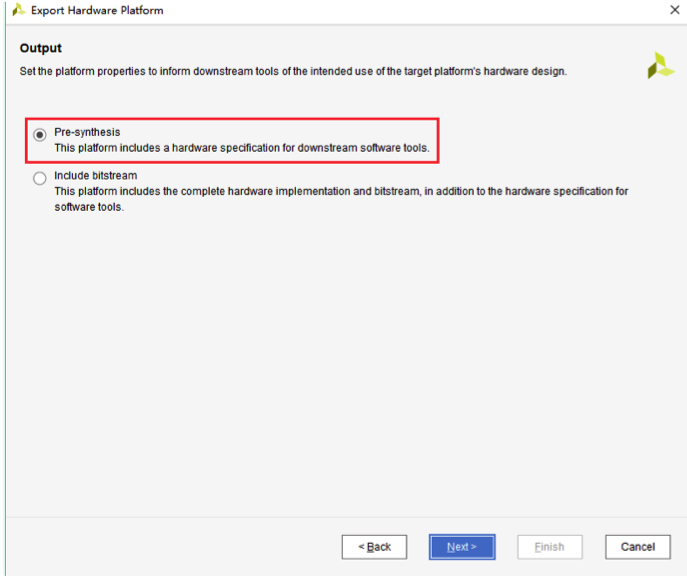 Export Hardware Platform
Output
Set the platform properties to inform downstream tools of the intended use of the target platform's hardware design.
Pre-synthesis
This platform includes a hardware specification for downstream software tools.
Include bitstream
This platform includes the complete hardware implementation and bitstream, in addition to the hardware specification for
software tools.
< Back Next > Finish Cancel